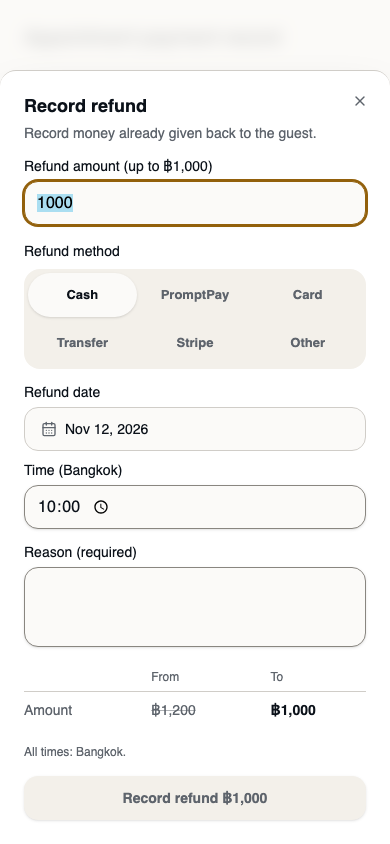 Record refund
Record money already given back to the guest.
Refund amount (up to ฿1,000)
1000
Refund method
Cash PromptPay Card
Transfer Stripe Other
Refund date
Nov 12, 2026
Time (Bangkok)
10:00
Reason (required)
From To
Amount ฿1,200 ฿1,000
All times: Bangkok.
Record refund ฿1,000